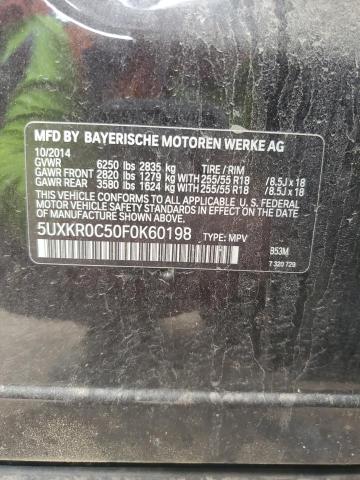 MFD BY BAYERISCHE MOTOREN WERKE AG
10/2014
GVWR 6250 lbs 2835 kg TIRE / RIM
GAWR FRONT 2820 lbs 1279 kg WITH 255/55 R18 /8.5J x 18
GAWR REAR 3580 lbs 1624 kg WITH 255/55 R18 /8.5J x 18
THIS VEHICLE CONFORMS TO ALL APPLICABLE U.S. FEDERAL
MOTOR VEHICLE SAFETY STANDARDS IN EFFECT ON THE
DATE OF MANUFACTURE SHOWN ABOVE.
5UXKR0C50F0K60198 TYPE: MPV
B53M
7 320 729